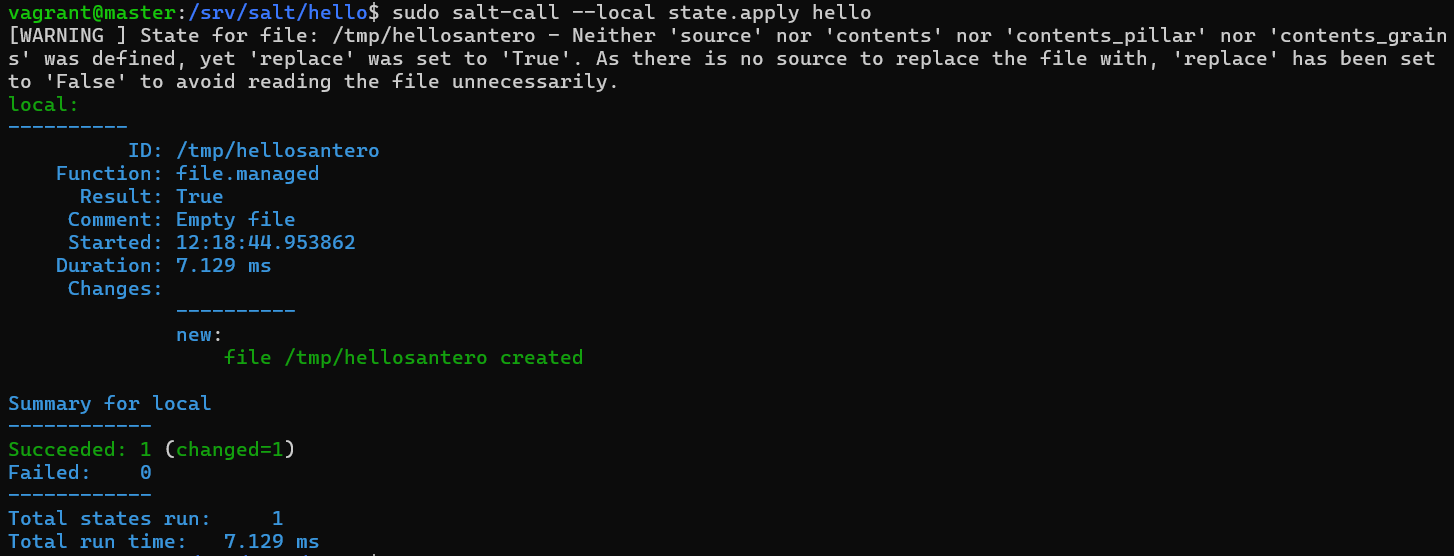 vagrant@master:/srv/salt/hello$ sudo salt-call --local state.apply hello
[WARNING ] State for file: /tmp/hellosantero - Neither 'source' nor 'contents' nor 'contents_pillar' nor 'contents_grain
s' was defined, yet 'replace' was set to 'True'. As there is no source to replace the file with, 'replace' has been set
to 'False' to avoid reading the file unnecessarily.
local:
----------
          ID: /tmp/hellosantero
    Function: file.managed
      Result: True
     Comment: Empty file
     Started: 12:18:44.953862
    Duration: 7.129 ms
     Changes:
              ----------
              new:
                  file /tmp/hellosantero created

Summary for local
------------
Succeeded: 1 (changed=1)
Failed:    0
------------
Total states run:     1
Total run time:   7.129 ms